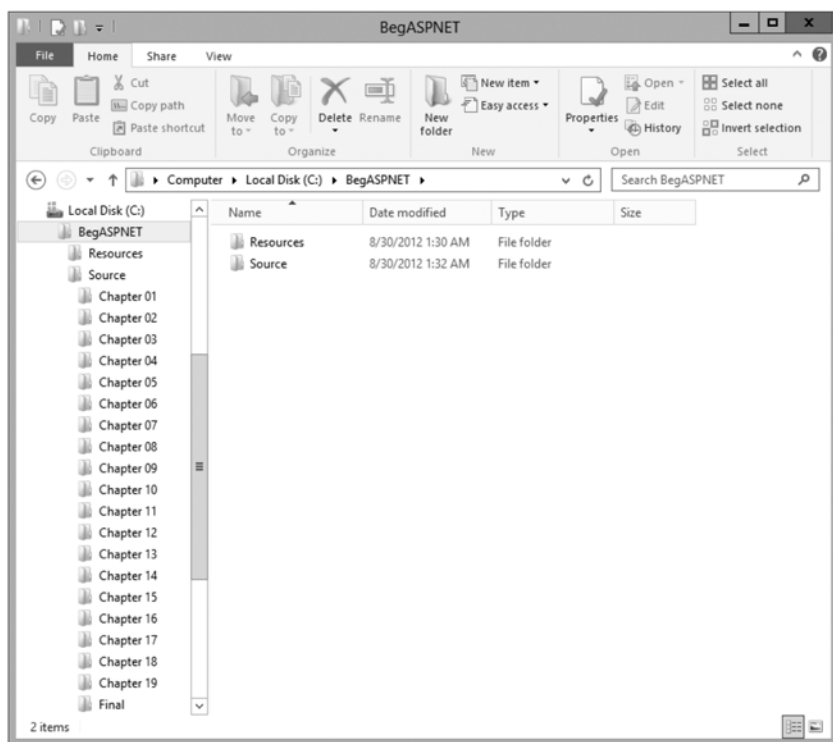 BegASPNET
File Home Share View
Copy
Paste
Cut
Copy path
Paste shortcut
Clipboard
Move to
Copy to
Delete
Rename
Organize
New folder
New item
Easy access
New
Properties
Open
Edit
History
Open
Select all
Select none
Invert selection
Select
Computer Local Disk (C:) BegASPNET
Search BegASPNET
Local Disk (C:)
BegASPNET
Resources
Source
Chapter 01
Chapter 02
Chapter 03
Chapter 04
Chapter 05
Chapter 06
Chapter 07
Chapter 08
Chapter 09
Chapter 10
Chapter 11
Chapter 12
Chapter 13
Chapter 14
Chapter 15
Chapter 16
Chapter 17
Chapter 18
Chapter 19
Final
Name Date modified Type Size
Resources 8/30/2012 1:30 AM File folder
Source 8/30/2012 1:32 AM File folder
2 items